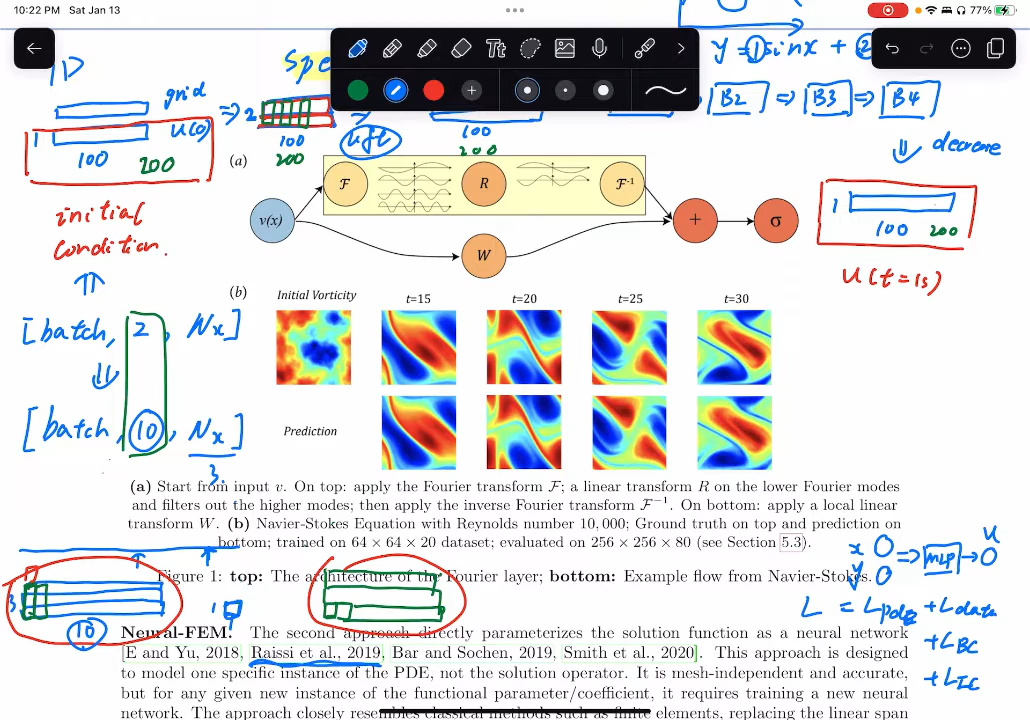 10:22 PM Sat Jan 13
77%
Tt
1D
grid
Spe
y = 1 sinx + 2
1
u(0)
100
200
⇒ 2
100
200
⇒
lift
100
200
B2 ⇒ B3 ⇒ B4
⇓ decrease
1
100 200
u(t=1s)
initial
condition.
⇑
[batch, 2, Nx]
⇓
[batch, 10, Nx]
3.
(a)
F
R
F⁻¹
v(x)
W
+
σ
(b)
Initial Vorticity
t=15
t=20
t=25
t=30
Prediction
(a) Start from input v. On top: apply the Fourier transform F; a linear transform R on the lower Fourier modes
and filters out the higher modes; then apply the inverse Fourier transform F⁻¹. On bottom: apply a local linear
transform W. (b) Navier-Stokes Equation with Reynolds number 10,000; Ground truth on top and prediction on
bottom; trained on 64 × 64 × 20 dataset; evaluated on 256 × 256 × 80 (see Section 5.3).
Figure 1: top: The architecture of the Fourier layer; bottom: Example flow from Navier-Stokes.
3
10
1
x
y
⇒ MLP → u
L = Lpde + Ldata
+ LBC
+ LIC
Neural-FEM. The second approach directly parameterizes the solution function as a neural network
[E and Yu, 2018, Raissi et al., 2019, Bar and Sochen, 2019, Smith et al., 2020]. This approach is designed
to model one specific instance of the PDE, not the solution operator. It is mesh-independent and accurate,
but for any given new instance of the functional parameter/coefficient, it requires training a new neural
network. The approach closely resembles classical methods such as finite elements, replacing the linear span